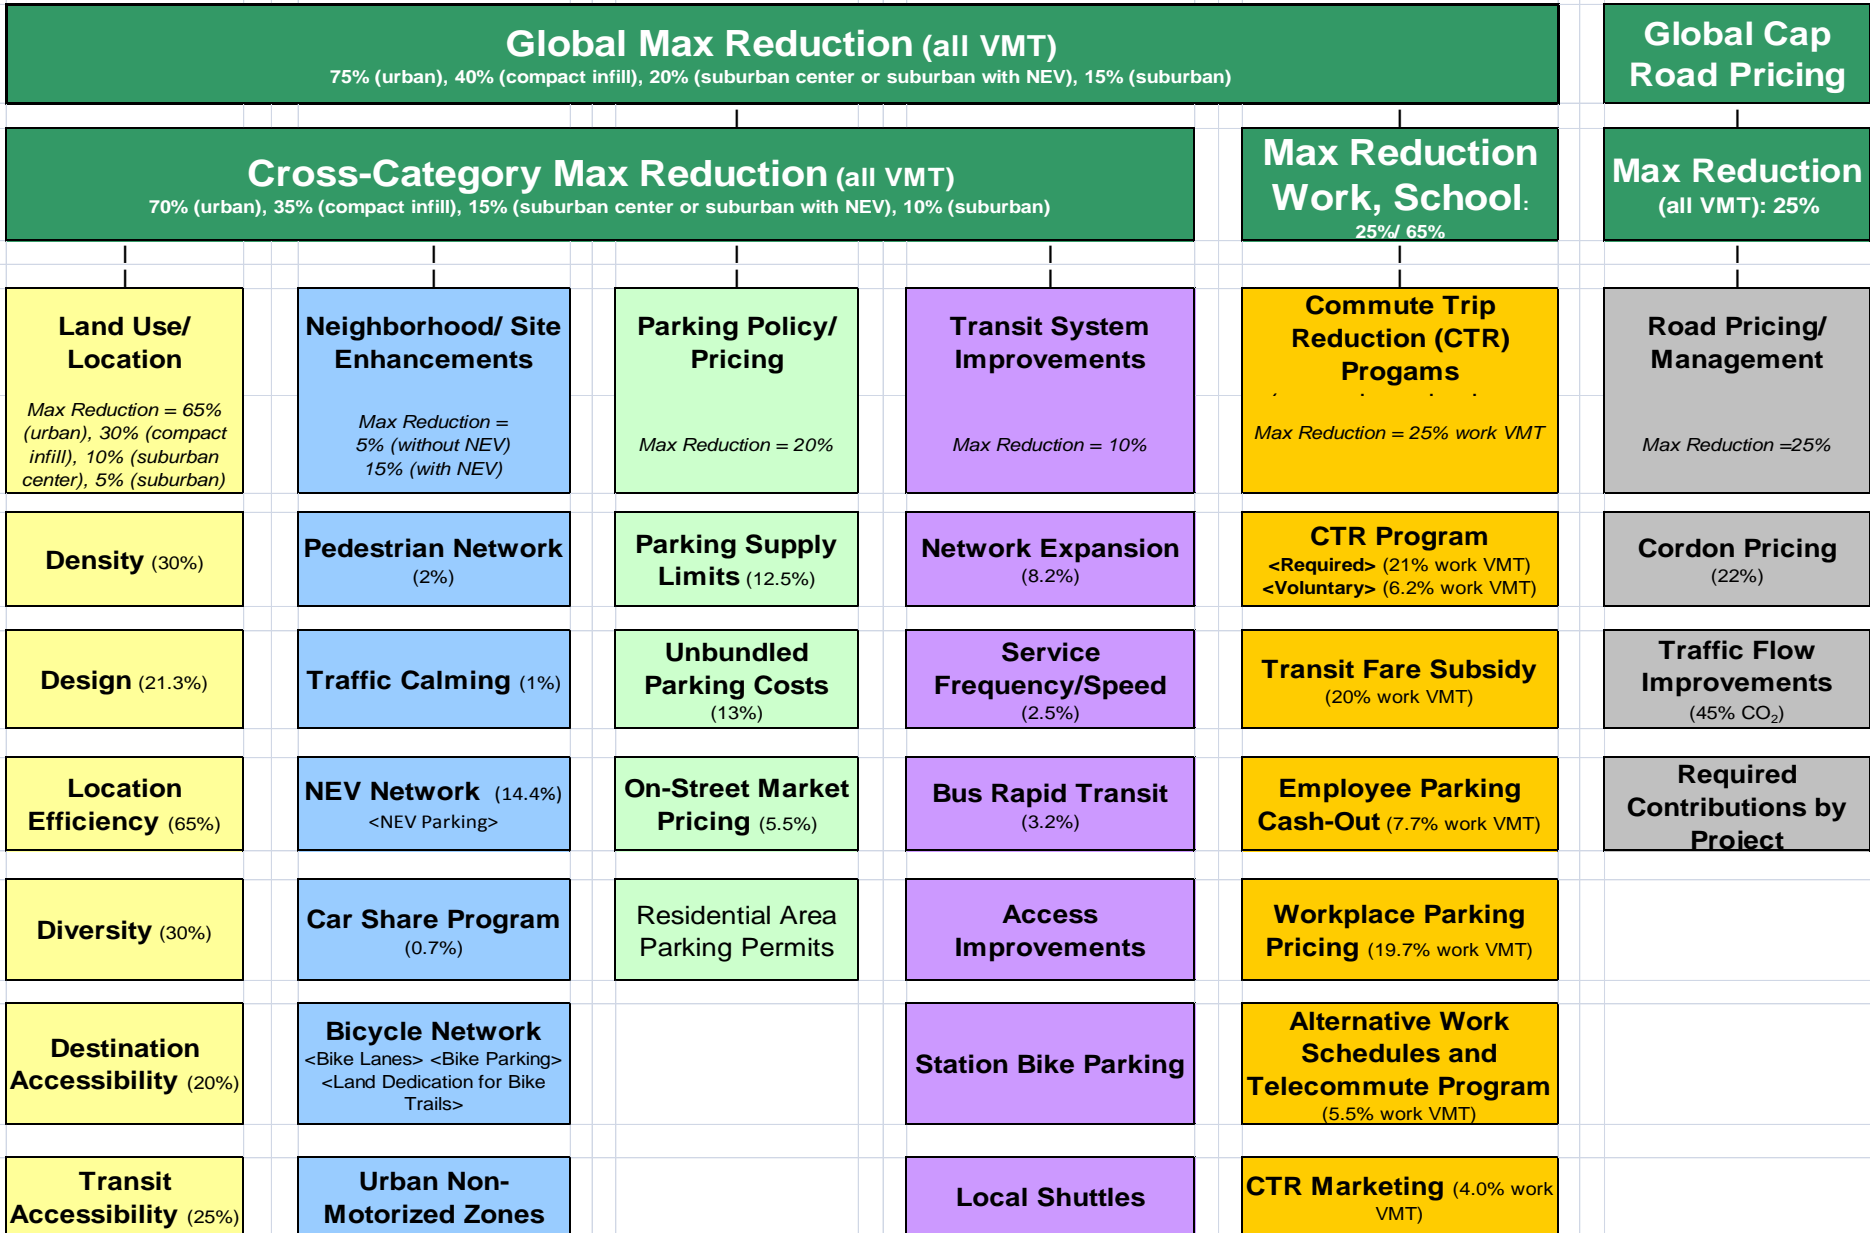 Global Max Reduction (all VMT)
75% (urban), 40% (compact infill), 20% (suburban center or suburban with NEV), 15% (suburban)
Global Cap
Road Pricing
Cross-Category Max Reduction (all VMT)
70% (urban), 35% (compact infill), 15% (suburban center or suburban with NEV), 10% (suburban)
Max Reduction
Work, School:
25%/ 65%
Max Reduction
(all VMT): 25%
Land Use/
Location
Max Reduction = 65%
(urban), 30% (compact
infill), 10% (suburban
center), 5% (suburban)
Neighborhood/ Site
Enhancements
Max Reduction =
5% (without NEV)
15% (with NEV)
Parking Policy/
Pricing
Max Reduction = 20%
Transit System
Improvements
Max Reduction = 10%
Commute Trip
Reduction (CTR)
Progams
Max Reduction = 25% work VMT
Road Pricing/
Management
Max Reduction =25%
Density (30%)
Pedestrian Network
(2%)
Parking Supply
Limits (12.5%)
Network Expansion
(8.2%)
CTR Program
<Required> (21% work VMT)
<Voluntary> (6.2% work VMT)
Cordon Pricing
(22%)
Design (21.3%)
Traffic Calming (1%)
Unbundled
Parking Costs
(13%)
Service
Frequency/Speed
(2.5%)
Transit Fare Subsidy
(20% work VMT)
Traffic Flow
Improvements
(45% CO₂)
Location
Efficiency (65%)
NEV Network (14.4%)
<NEV Parking>
On-Street Market
Pricing (5.5%)
Bus Rapid Transit
(3.2%)
Employee Parking
Cash-Out (7.7% work VMT)
Required
Contributions by
Project
Diversity (30%)
Car Share Program
(0.7%)
Residential Area
Parking Permits
Access
Improvements
Workplace Parking
Pricing (19.7% work VMT)
Destination
Accessibility (20%)
Bicycle Network
<Bike Lanes> <Bike Parking>
<Land Dedication for Bike
Trails>
Station Bike Parking
Alternative Work
Schedules and
Telecommute Program
(5.5% work VMT)
Transit
Accessibility (25%)
Urban Non-
Motorized Zones
Local Shuttles
CTR Marketing (4.0% work
VMT)